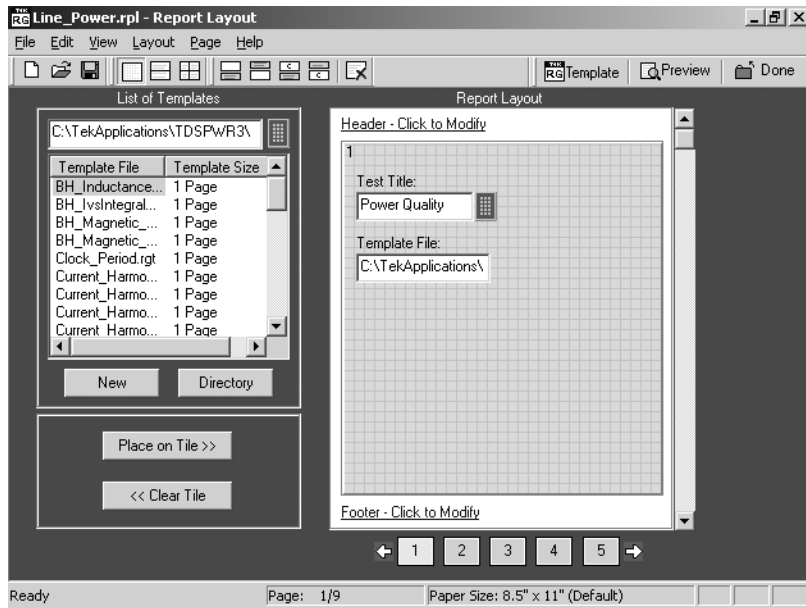 TEK RG Line_Power.rpl - Report Layout
File Edit View Layout Page Help
TEK RG Template Preview Done
List of Templates
C:\TekApplications\TDSPWR3\
Template File Template Size
BH_Inductance... 1 Page
BH_IvsIntegral... 1 Page
BH_Magnetic_... 1 Page
BH_Magnetic_... 1 Page
Clock_Period.rgt 1 Page
Current_Harmo... 1 Page
Current_Harmo... 1 Page
Current_Harmo... 1 Page
Current_Harmo... 1 Page
New Directory
Place on Tile >>
<< Clear Tile
Report Layout
Header - Click to Modify
1
Test Title:
Power Quality
Template File:
C:\TekApplications\
Footer - Click to Modify
1 2 3 4 5
Ready Page: 1/9 Paper Size: 8.5" x 11" (Default)